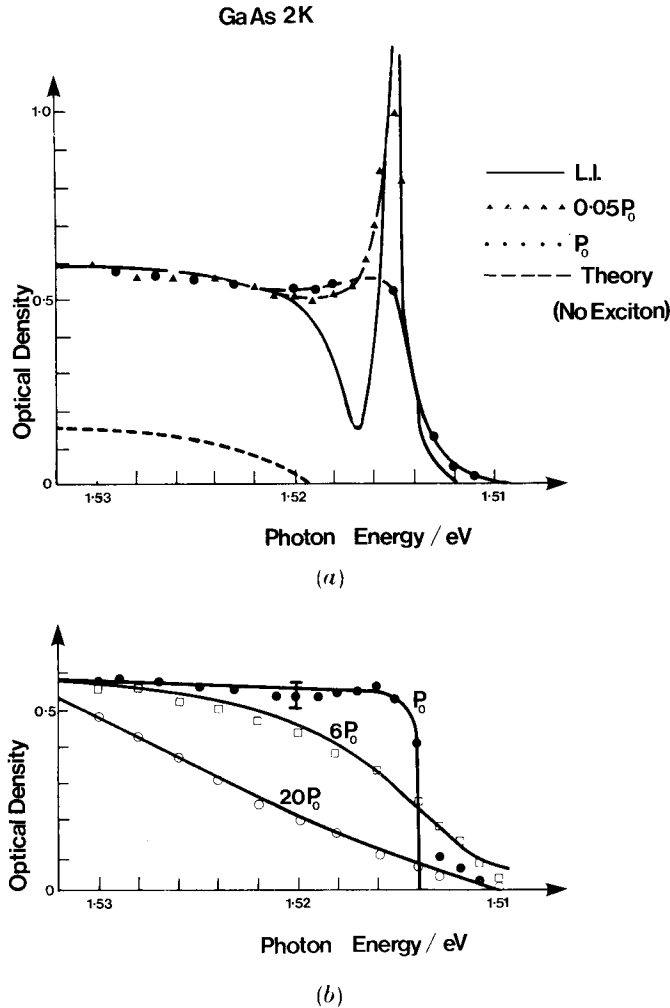 GaAs 2K
1·0
0·5
0
Optical Density
1·53
1·52
1·51
Photon Energy / eV
L.I.
0·05P₀
P₀
Theory
(No Exciton)
(a)
0·5
0
Optical Density
P₀
6P₀
20P₀
1·53
1·52
1·51
Photon Energy / eV
(b)